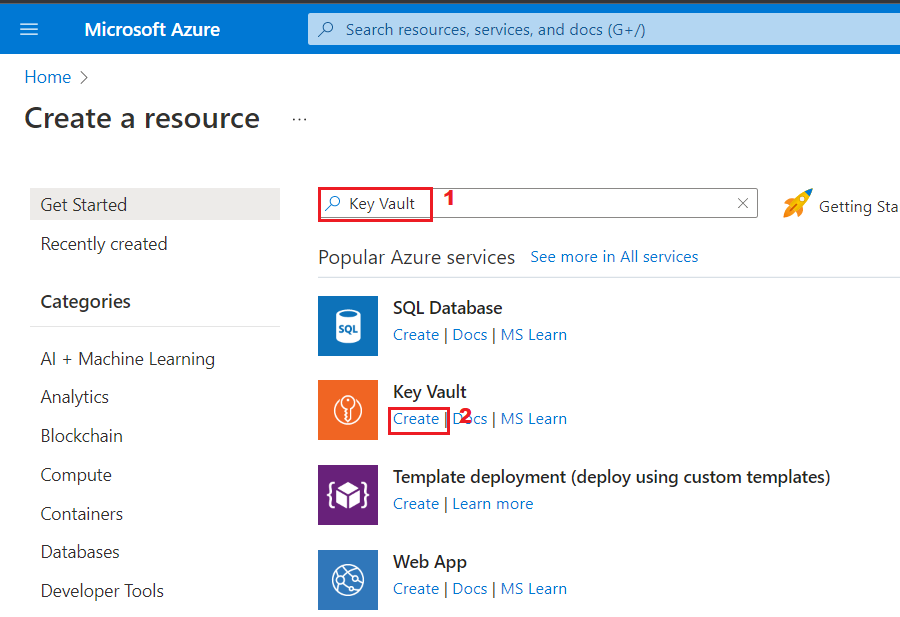 Microsoft Azure
Search resources, services, and docs (G+/)
Home >
Create a resource ...
Get Started
Recently created
Categories
AI + Machine Learning
Analytics
Blockchain
Compute
Containers
Databases
Developer Tools
Key Vault 1
Getting Sta
Popular Azure services See more in All services
SQL
SQL Database
Create | Docs | MS Learn
Key Vault
Create | 2 Docs | MS Learn
Template deployment (deploy using custom templates)
Create | Learn more
Web App
Create | Docs | MS Learn